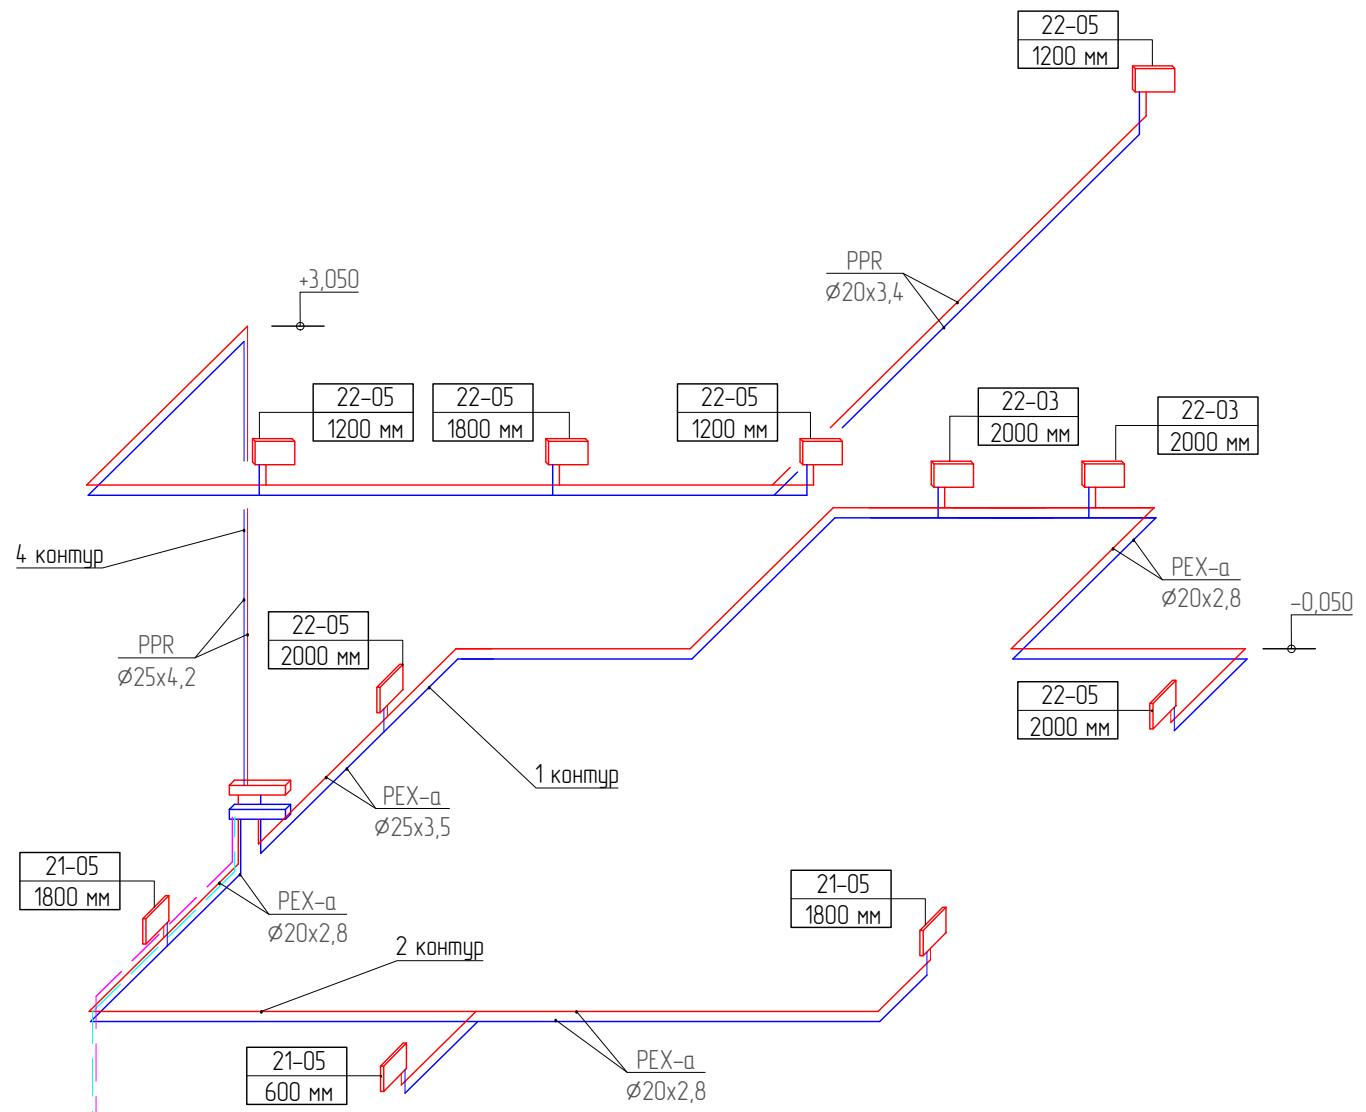 22-05
1200 мм
PPR
Ø20x3,4
+3,050
22-05
1200 мм
22-05
1800 мм
22-05
1200 мм
22-03
2000 мм
22-03
2000 мм
4 контур
PEX-a
Ø20x2,8
-0,050
22-05
2000 мм
PPR
Ø25x4,2
22-05
2000 мм
1 контур
PEX-a
Ø25x3,5
21-05
1800 мм
PEX-a
Ø20x2,8
21-05
1800 мм
2 контур
21-05
600 мм
PEX-a
Ø20x2,8